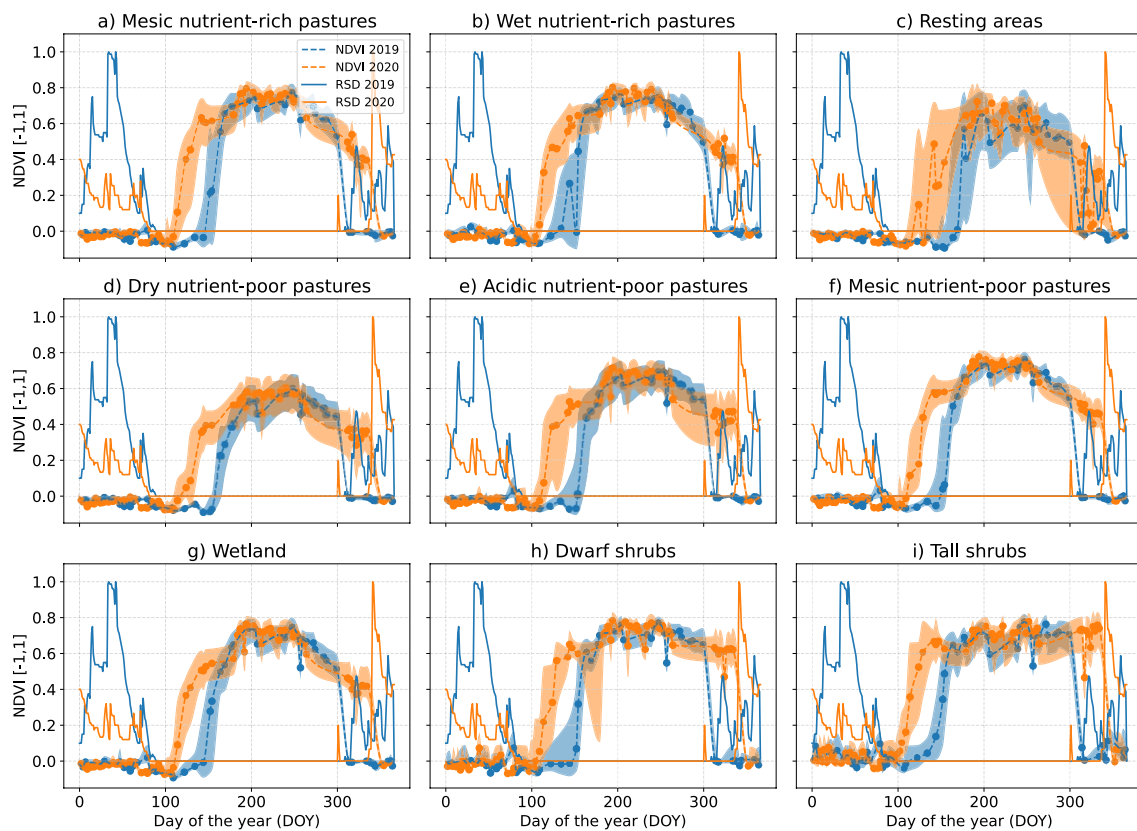 a) Mesic nutrient-rich pastures
b) Wet nutrient-rich pastures
c) Resting areas
NDVI [-1,1]
1.0
0.8
0.6
0.4
0.2
0.0
NDVI 2019
NDVI 2020
RSD 2019
RSD 2020
d) Dry nutrient-poor pastures
e) Acidic nutrient-poor pastures
f) Mesic nutrient-poor pastures
NDVI [-1,1]
1.0
0.8
0.6
0.4
0.2
0.0
g) Wetland
h) Dwarf shrubs
i) Tall shrubs
NDVI [-1,1]
1.0
0.8
0.6
0.4
0.2
0.0
0 100 200 300
0 100 200 300
0 100 200 300
Day of the year (DOY)
Day of the year (DOY)
Day of the year (DOY)